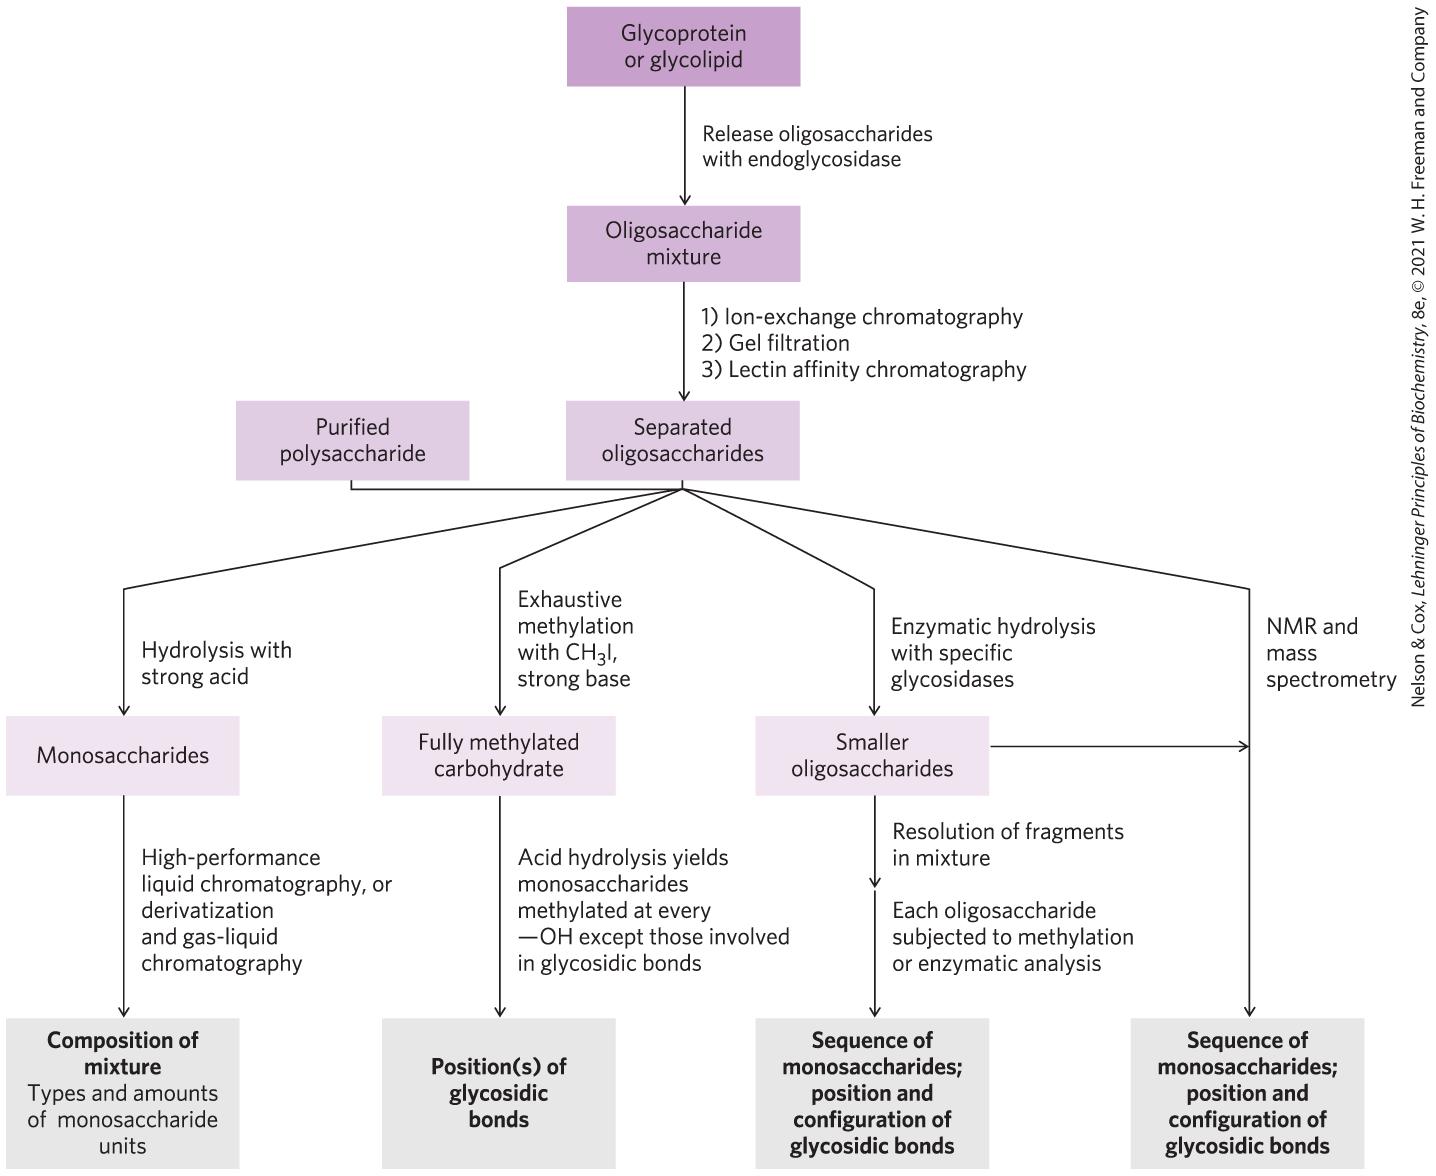 Glycoprotein
or glycolipid
Release oligosaccharides
with endoglycosidase
Oligosaccharide
mixture
1) Ion-exchange chromatography
2) Gel filtration
3) Lectin affinity chromatography
Purified
polysaccharide
Separated
oligosaccharides
Hydrolysis with
strong acid
Exhaustive
methylation
with CH₃I,
strong base
Enzymatic hydrolysis
with specific
glycosidases
NMR and
mass
spectrometry
Monosaccharides
Fully methylated
carbohydrate
Smaller
oligosaccharides
High-performance
liquid chromatography, or
derivatization
and gas-liquid
chromatography
Acid hydrolysis yields
monosaccharides
methylated at every
—OH except those involved
in glycosidic bonds
Resolution of fragments
in mixture
Each oligosaccharide
subjected to methylation
or enzymatic analysis
Composition of
mixture
Types and amounts
of monosaccharide
units
Position(s) of
glycosidic
bonds
Sequence of
monosaccharides;
position and
configuration of
glycosidic bonds
Sequence of
monosaccharides;
position and
configuration of
glycosidic bonds
Nelson & Cox, Lehninger Principles of Biochemistry, 8e, © 2021 W. H. Freeman and Company